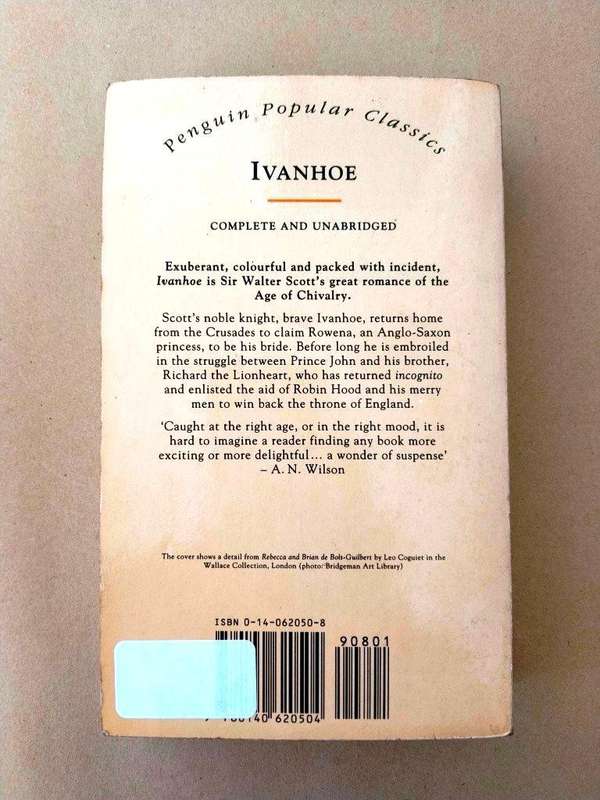 Penguin Popular Classics
IVANHOE
COMPLETE AND UNABRIDGED
Exuberant, colourful and packed with incident,
Ivanhoe is Sir Walter Scott's great romance of the
Age of Chivalry.
Scott's noble knight, brave Ivanhoe, returns home
from the Crusades to claim Rowena, an Anglo-Saxon
princess, to be his bride. Before long he is embroiled
in the struggle between Prince John and his brother,
Richard the Lionheart, who has returned incognito
and enlisted the aid of Robin Hood and his merry
men to win back the throne of England.
‘Caught at the right age, or in the right mood, it is
hard to imagine a reader finding any book more
exciting or more delightful... a wonder of suspense’
– A. N. Wilson
The cover shows a detail from Rebecca and Brian de Bois-Guilbert by Leo Coguiet in the
Wallace Collection, London (photo: Bridgeman Art Library)
ISBN 0-14-062050-8
90801
140 620504